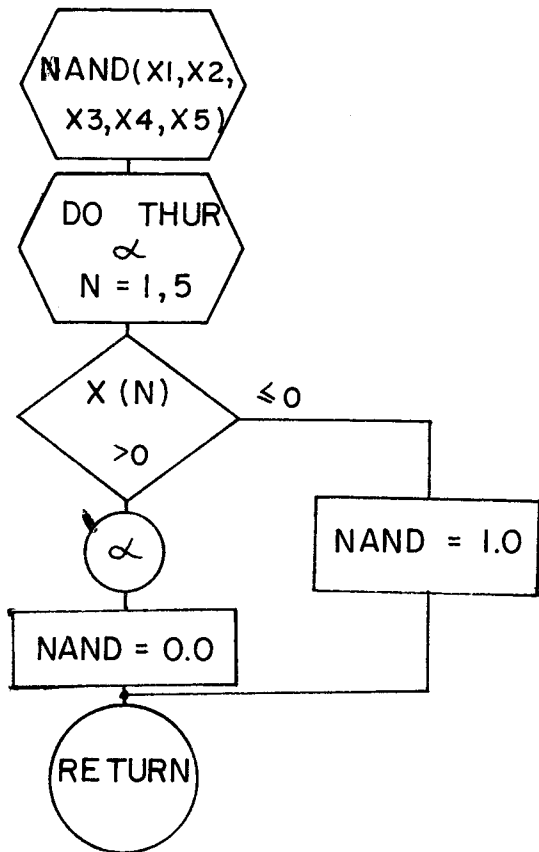 NAND(X1,X2,
X3,X4,X5)
DO THUR
α
N = 1,5
X(N)
>0
≤0
α
NAND = 1.0
NAND = 0.0
RETURN